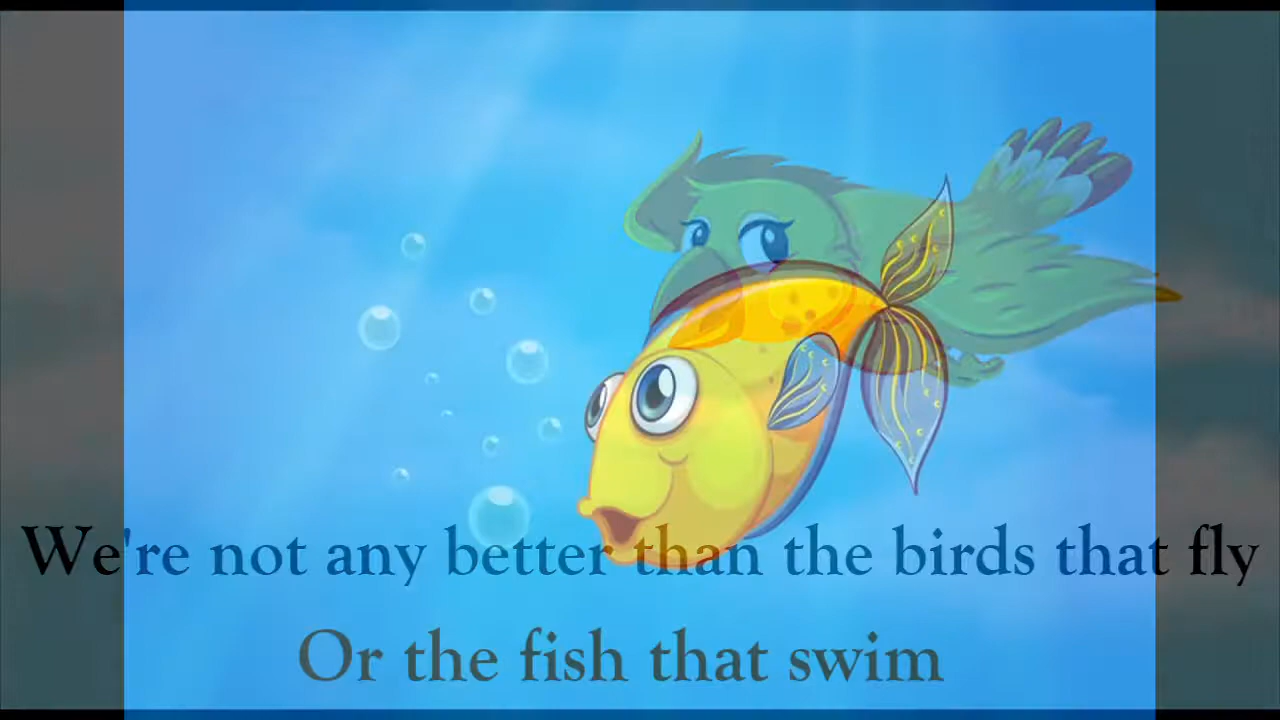 We're not any better than the birds that fly
Or the fish that swim